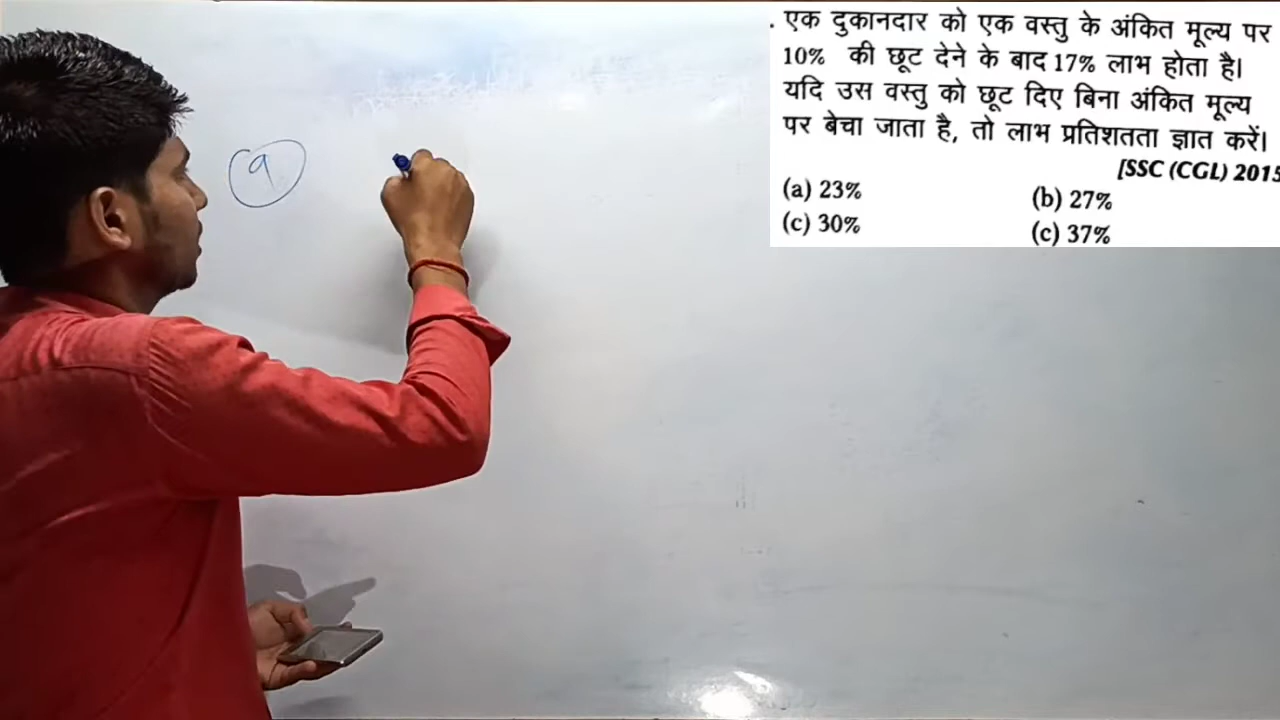 9
. एक दुकानदार को एक वस्तु के अंकित मूल्य पर
10% की छूट देने के बाद 17% लाभ होता है।
यदि उस वस्तु को छूट दिए बिना अंकित मूल्य
पर बेचा जाता है, तो लाभ प्रतिशतता ज्ञात करें।
[SSC (CGL) 2015
(a) 23% (b) 27%
(c) 30% (c) 37%